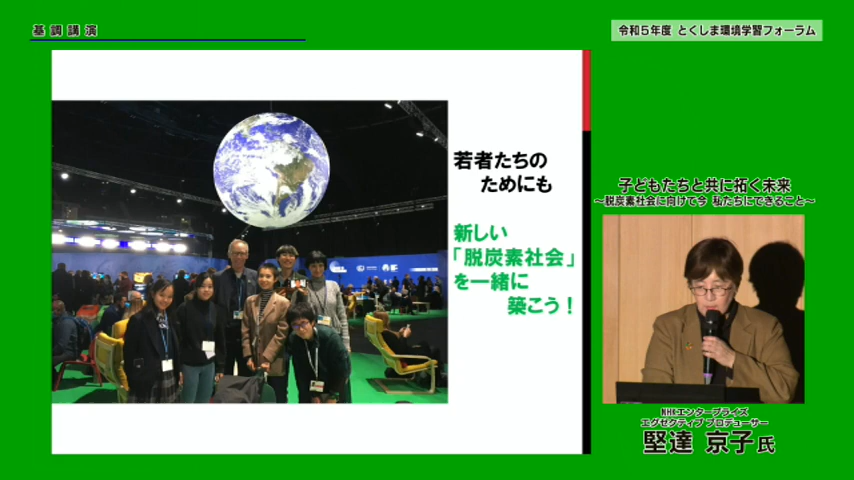 基調講演
令和5年度 とくしま環境学習フォーラム
若者たちの
ためにも
新しい
「脱炭素社会」
を一緒に
築こう！
子どもたちと共に拓く未来
～脱炭素社会に向けて今 私たちにできること～
NHKエンタープライズ
エグゼクティブ プロデューサー
堅達 京子 氏